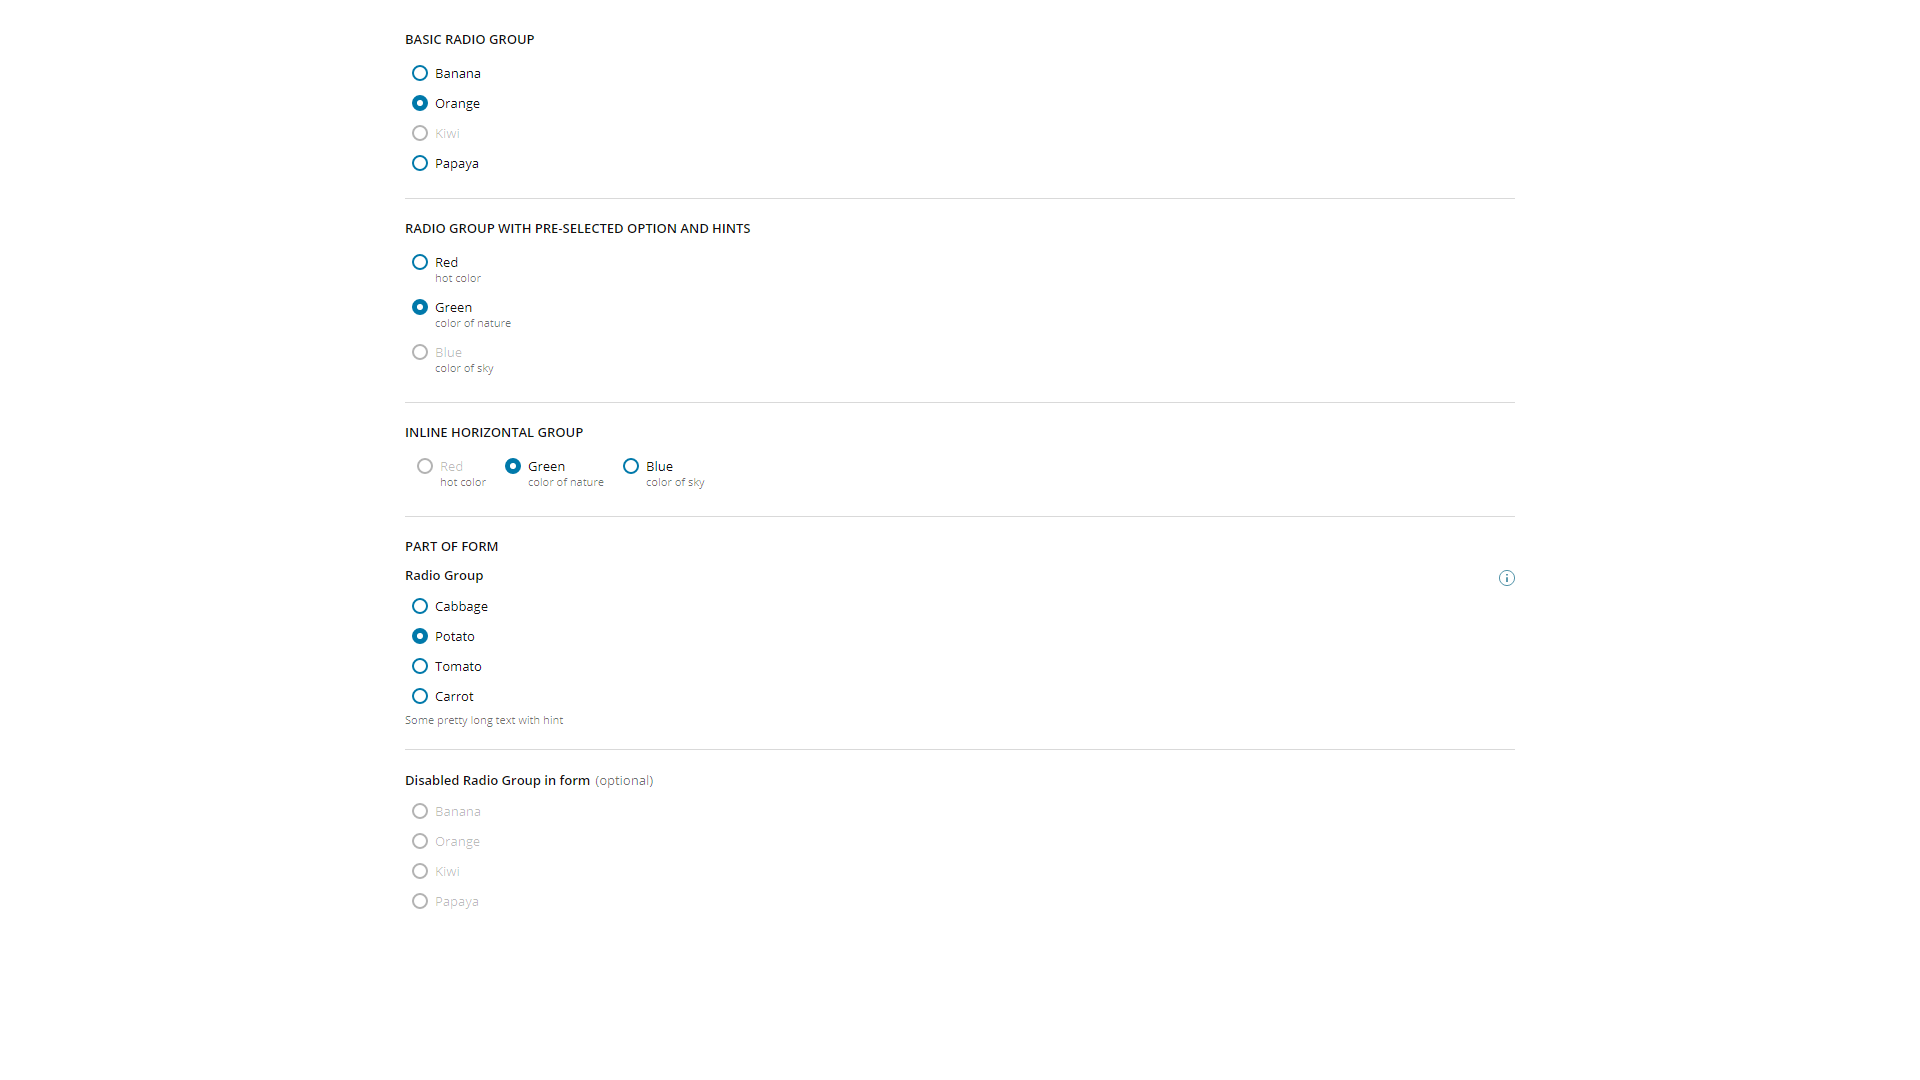 BASIC RADIO GROUP
Banana
Orange
Kiwi
Papaya
RADIO GROUP WITH PRE-SELECTED OPTION AND HINTS
Red
hot color
Green
color of nature
Blue
color of sky
INLINE HORIZONTAL GROUP
Red Green Blue
hot color color of nature color of sky
PART OF FORM
Radio Group
Cabbage
Potato
Tomato
Carrot
Some pretty long text with hint
Disabled Radio Group in form (optional)
Banana
Orange
Kiwi
Papaya